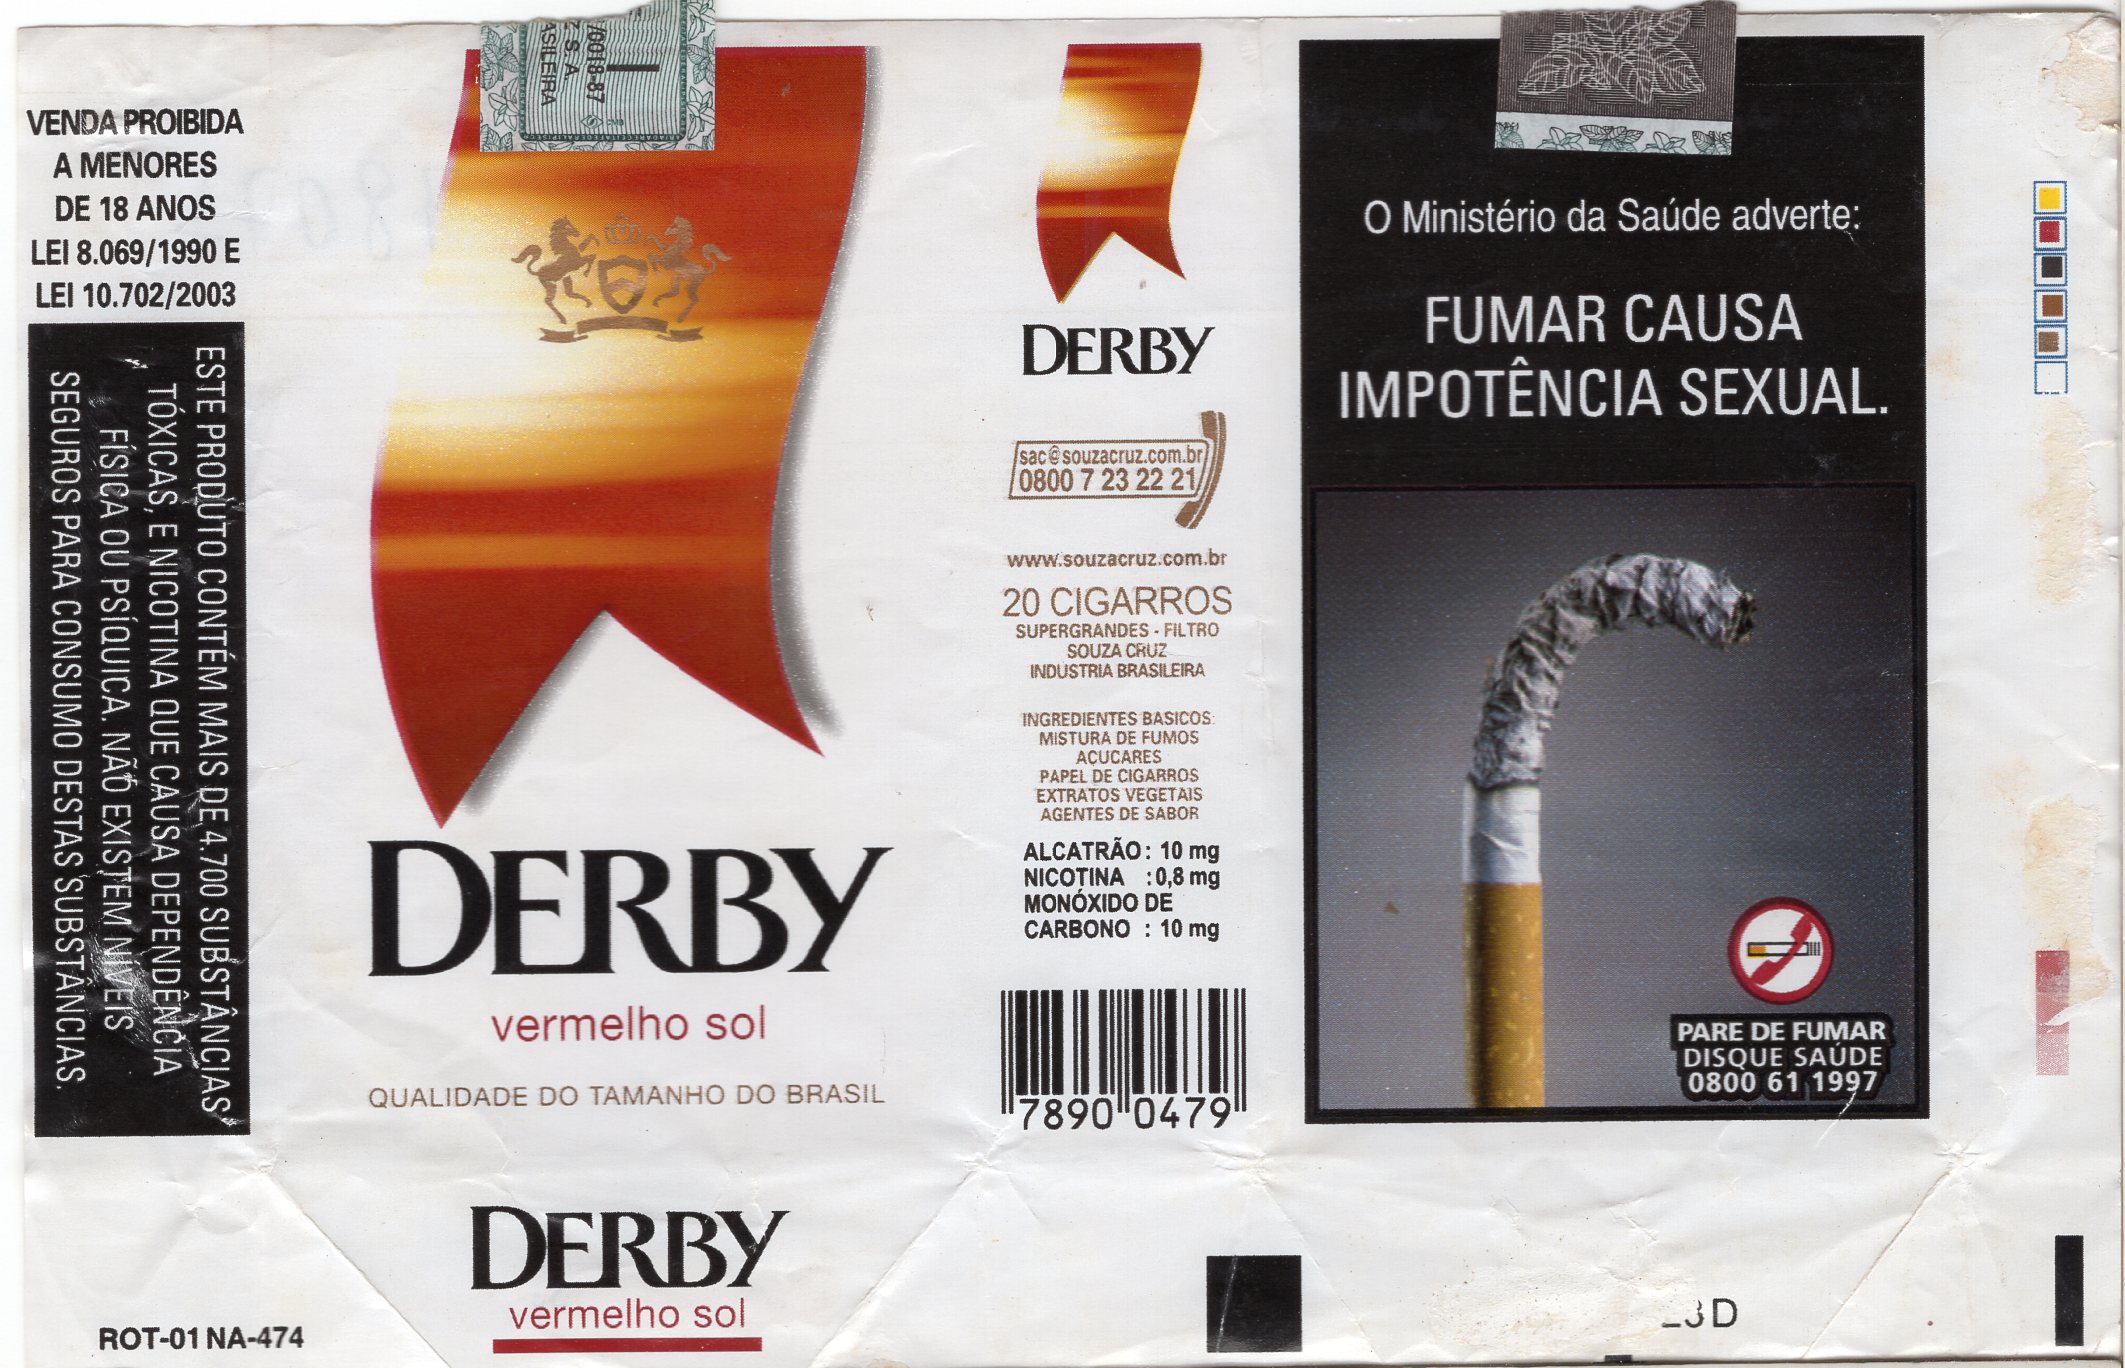 VENDA PROIBIDA
A MENORES
DE 18 ANOS
LEI 8.069/1990 E
LEI 10.702/2003
ESTE PRODUTO CONTÉM MAIS DE 4.700 SUBSTÂNCIAS
TÓXICAS, E NICOTINA QUE CAUSA DEPENDÊNCIA
FÍSICA OU PSÍQUICA. NÃO EXISTEM NÍVEIS
SEGUROS PARA CONSUMO DESTAS SUBSTÂNCIAS.
ROT-01 NA-474
/0018-87
Z S.A.
ASILEIRA
DERBY
vermelho sol
QUALIDADE DO TAMANHO DO BRASIL
DERBY
vermelho sol
DERBY
sac@souzacruz.com.br
0800 7 23 22 21
www.souzacruz.com.br
20 CIGARROS
SUPERGRANDES - FILTRO
SOUZA CRUZ
INDUSTRIA BRASILEIRA
INGREDIENTES BASICOS:
MISTURA DE FUMOS
ACUCARES
PAPEL DE CIGARROS
EXTRATOS VEGETAIS
AGENTES DE SABOR
ALCATRÃO : 10 mg
NICOTINA : 0,8 mg
MONÓXIDO DE
CARBONO : 10 mg
7890 0479
O Ministério da Saúde adverte:
FUMAR CAUSA
IMPOTÊNCIA SEXUAL.
PARE DE FUMAR
DISQUE SAÚDE
0800 61 1997